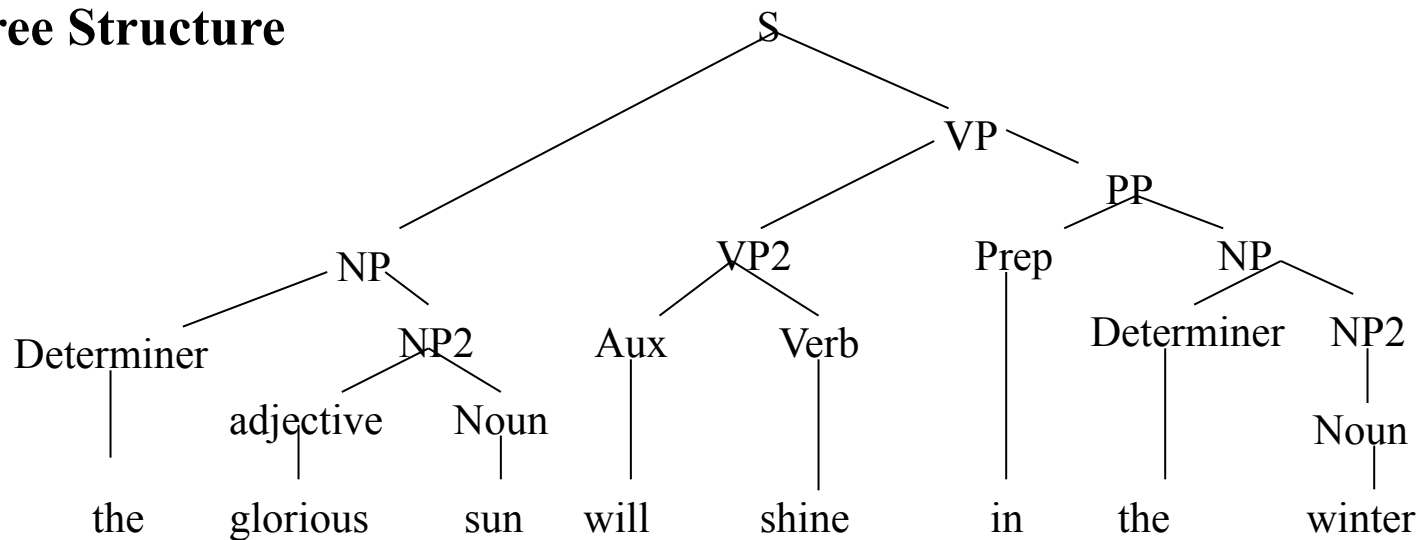 ree Structure
S
VP
PP
NP VP2 Prep NP
Determiner NP2 Aux Verb Determiner NP2
adjective Noun Noun
the glorious sun will shine in the winter